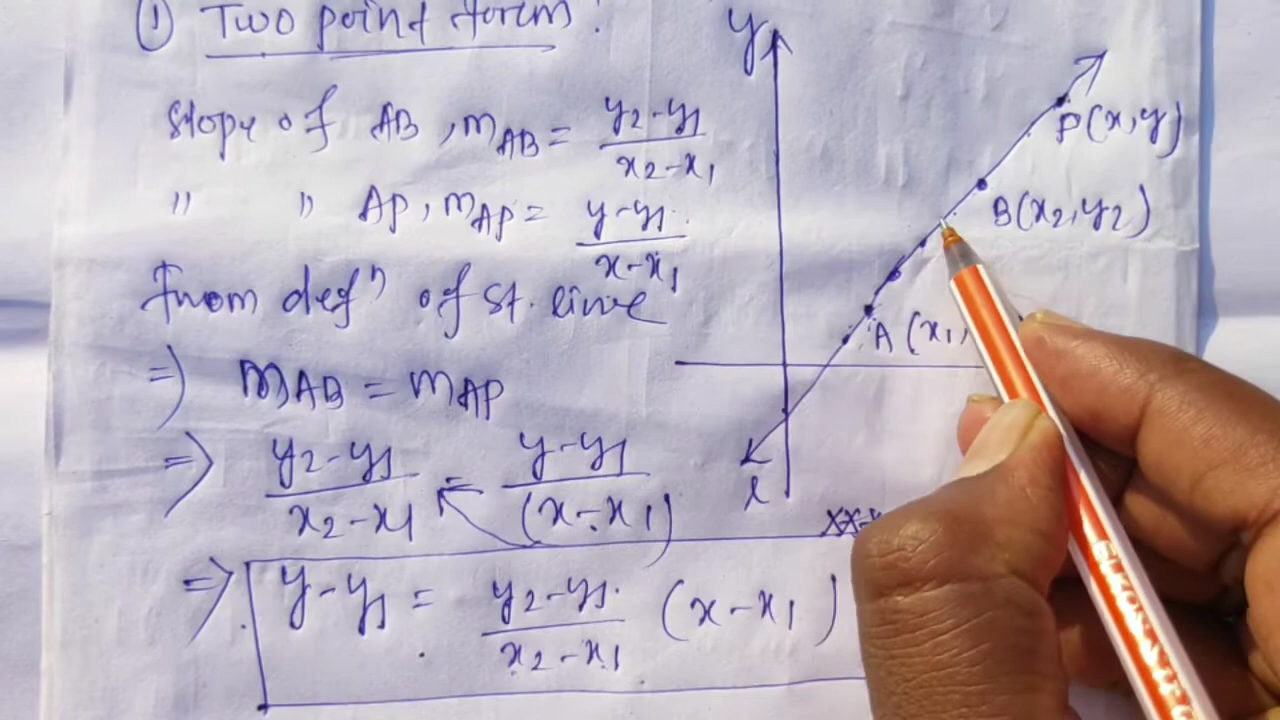 ① Two point form:
Slope of AB, mAB = y2-y1 / x2-x1
" " AP, mAP = y-y1 / x-x1
From defⁿ of st. line
⇒ mAB = mAP
⇒ y2-y1 / x2-x1 = y-y1 / (x-x1)
⇒ y-y1 = y2-y1 / x2-x1 (x-x1)
y
P(x,y)
B(x2,y2)
A(x1,
l